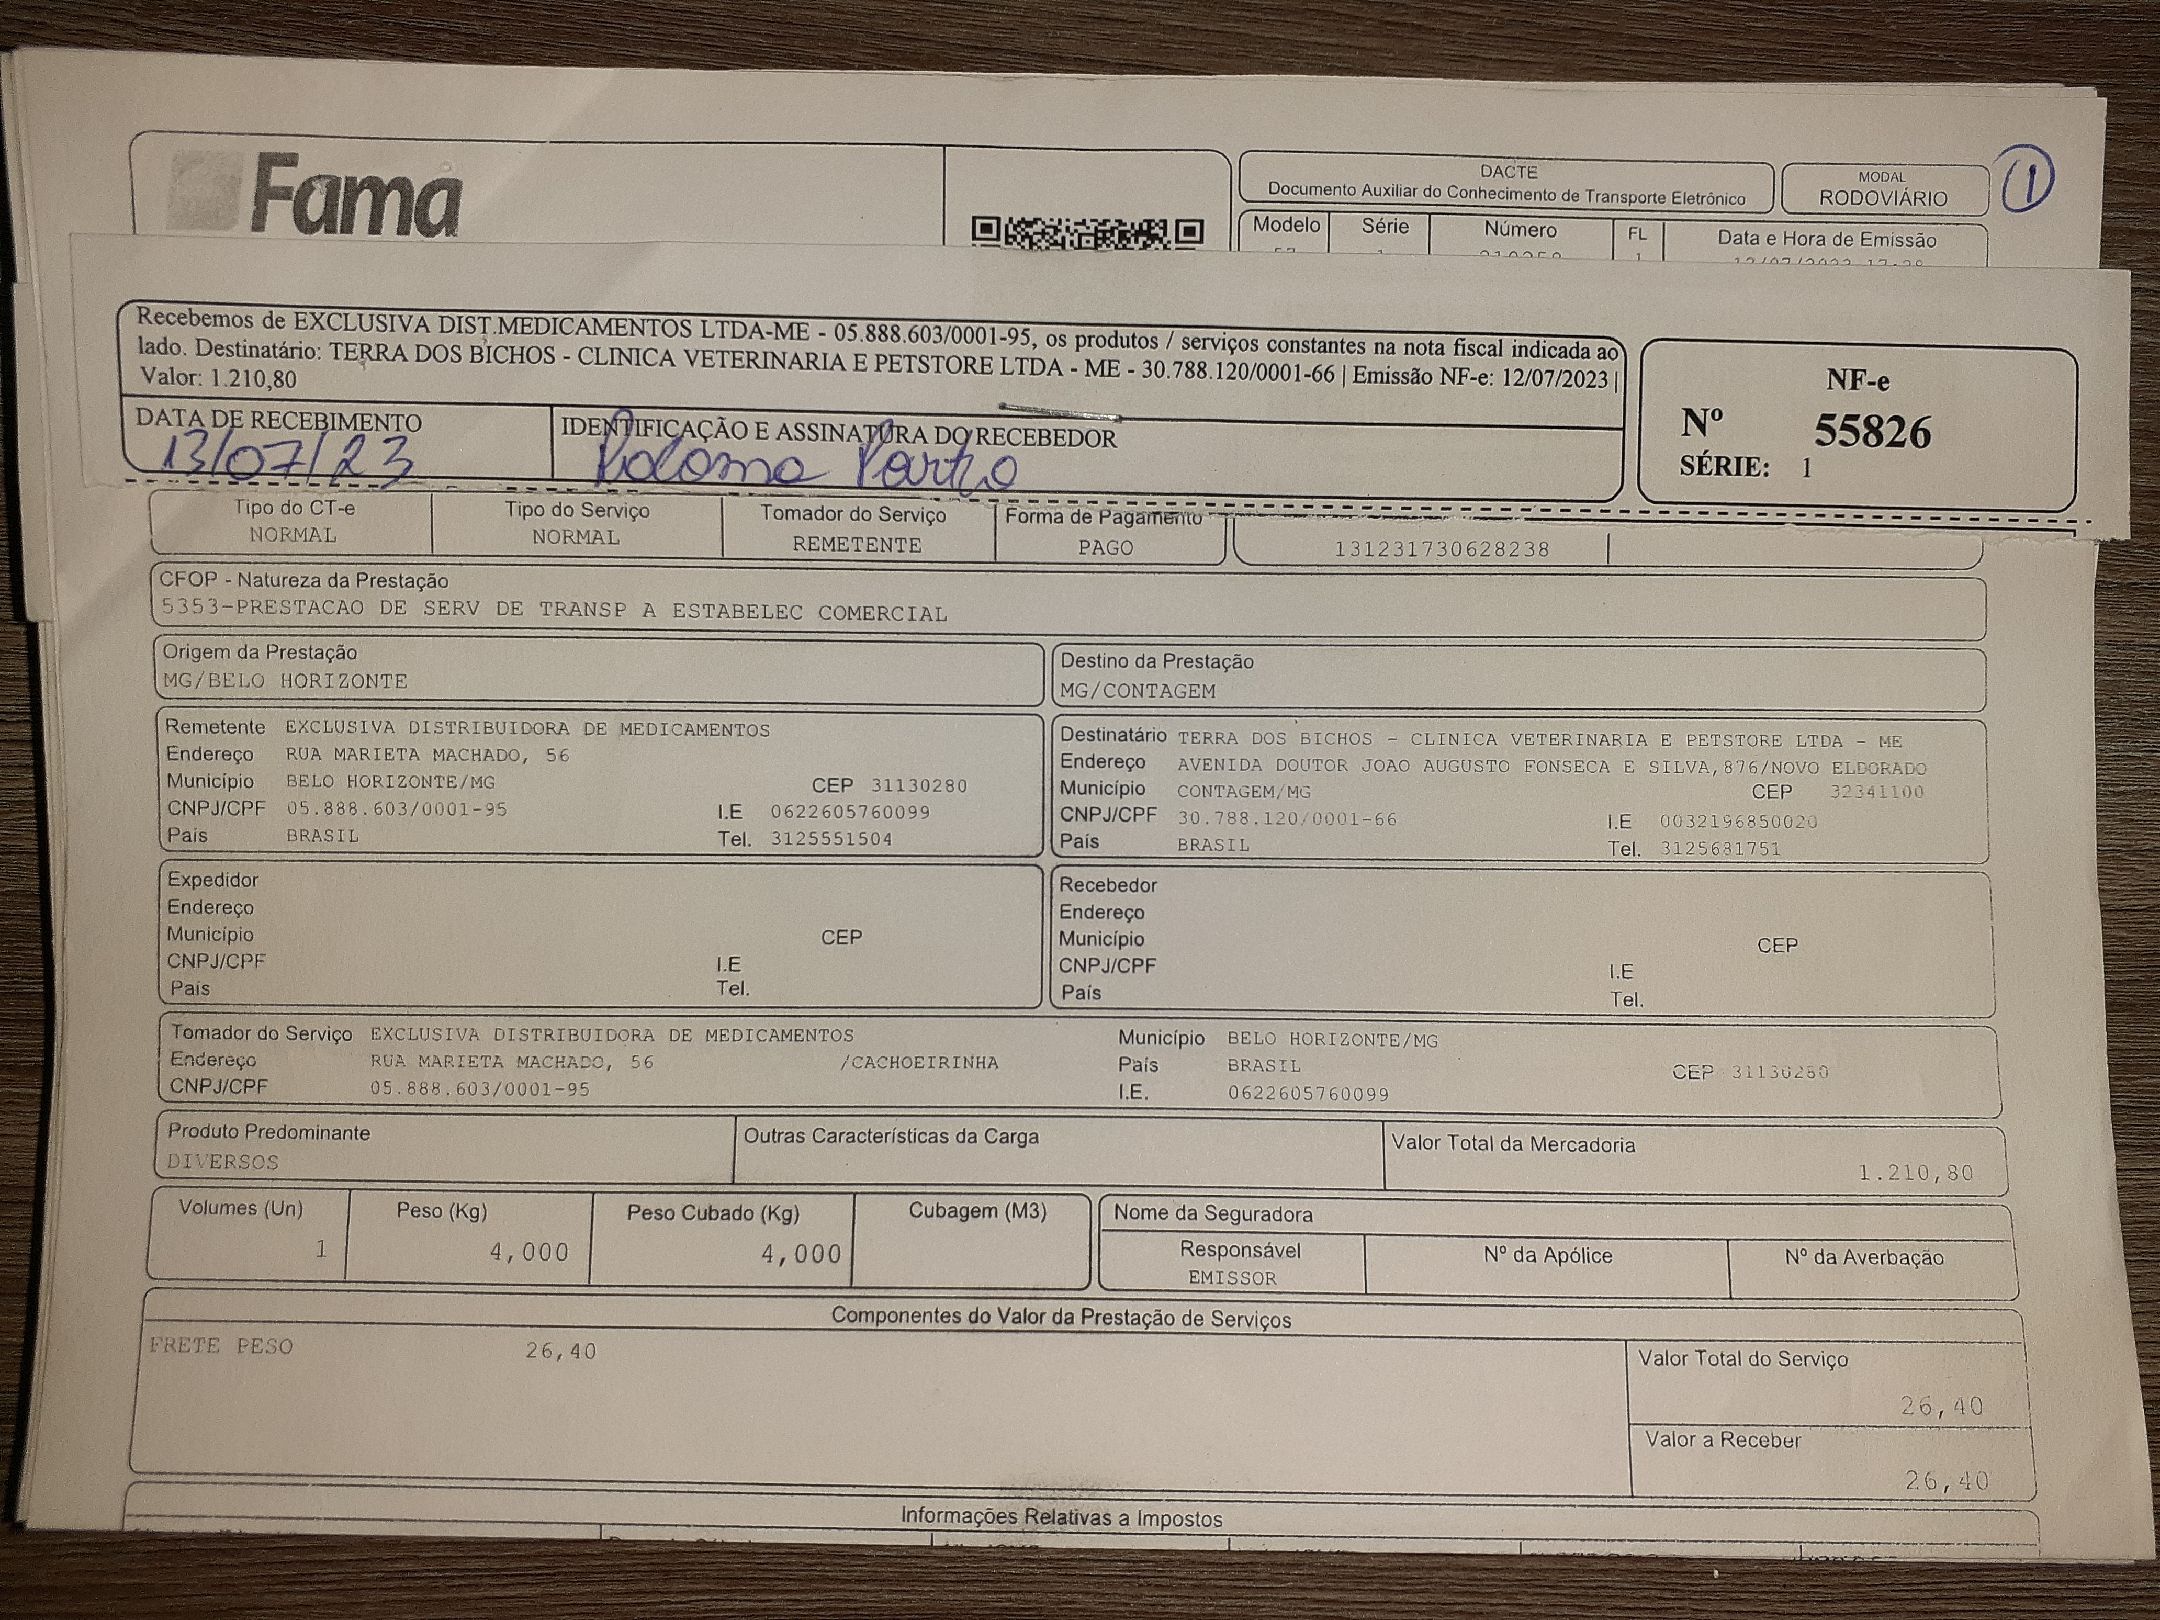 Fama
DACTE
Documento Auxiliar do Conhecimento de Transporte Eletrônico
MODAL
RODOVIÁRIO
1
Modelo Série Número FL Data e Hora de Emissão
Recebemos de EXCLUSIVA DIST.MEDICAMENTOS LTDA-ME - 05.888.603/0001-95, os produtos / serviços constantes na nota fiscal indicada ao
lado. Destinatário: TERRA DOS BICHOS - CLINICA VETERINARIA E PETSTORE LTDA - ME - 30.788.120/0001-66 | Emissão NF-e: 12/07/2023 |
Valor: 1.210,80
NF-e
Nº 55826
SÉRIE: 1
DATA DE RECEBIMENTO IDENTIFICAÇÃO E ASSINATURA DO RECEBEDOR
13/07/23
Tipo do CT-e Tipo do Serviço Tomador do Serviço Forma de Pagamento
NORMAL NORMAL REMETENTE PAGO 131231730628238
CFOP - Natureza da Prestação
5353-PRESTACAO DE SERV DE TRANSP A ESTABELEC COMERCIAL
Origem da Prestação
MG/BELO HORIZONTE
Destino da Prestação
MG/CONTAGEM
Remetente EXCLUSIVA DISTRIBUIDORA DE MEDICAMENTOS
Endereço RUA MARIETA MACHADO, 56
Município BELO HORIZONTE/MG CEP 31130280
CNPJ/CPF 05.888.603/0001-95 I.E 0622605760099
País BRASIL Tel. 3125551504
Destinatário TERRA DOS BICHOS - CLINICA VETERINARIA E PETSTORE LTDA - ME
Endereço AVENIDA DOUTOR JOAO AUGUSTO FONSECA E SILVA,876/NOVO ELDORADO
Município CONTAGEM/MG CEP 32341100
CNPJ/CPF 30.788.120/0001-66 I.E 0032196850020
País BRASIL Tel. 3125681751
Expedidor
Endereço
Município CEP
CNPJ/CPF I.E
País Tel.
Recebedor
Endereço
Município CEP
CNPJ/CPF I.E
País Tel.
Tomador do Serviço EXCLUSIVA DISTRIBUIDORA DE MEDICAMENTOS Município BELO HORIZONTE/MG
Endereço RUA MARIETA MACHADO, 56 /CACHOEIRINHA País BRASIL CEP 31130280
CNPJ/CPF 05.888.603/0001-95 I.E. 0622605760099
Produto Predominante Outras Características da Carga Valor Total da Mercadoria
DIVERSOS 1.210,80
Volumes (Un) Peso (Kg) Peso Cubado (Kg) Cubagem (M3)
1 4,000 4,000
Nome da Seguradora
Responsável Nº da Apólice Nº da Averbação
EMISSOR
Componentes do Valor da Prestação de Serviços
FRETE PESO 26,40
Valor Total do Serviço
26,40
Valor a Receber
26,40
Informações Relativas a Impostos